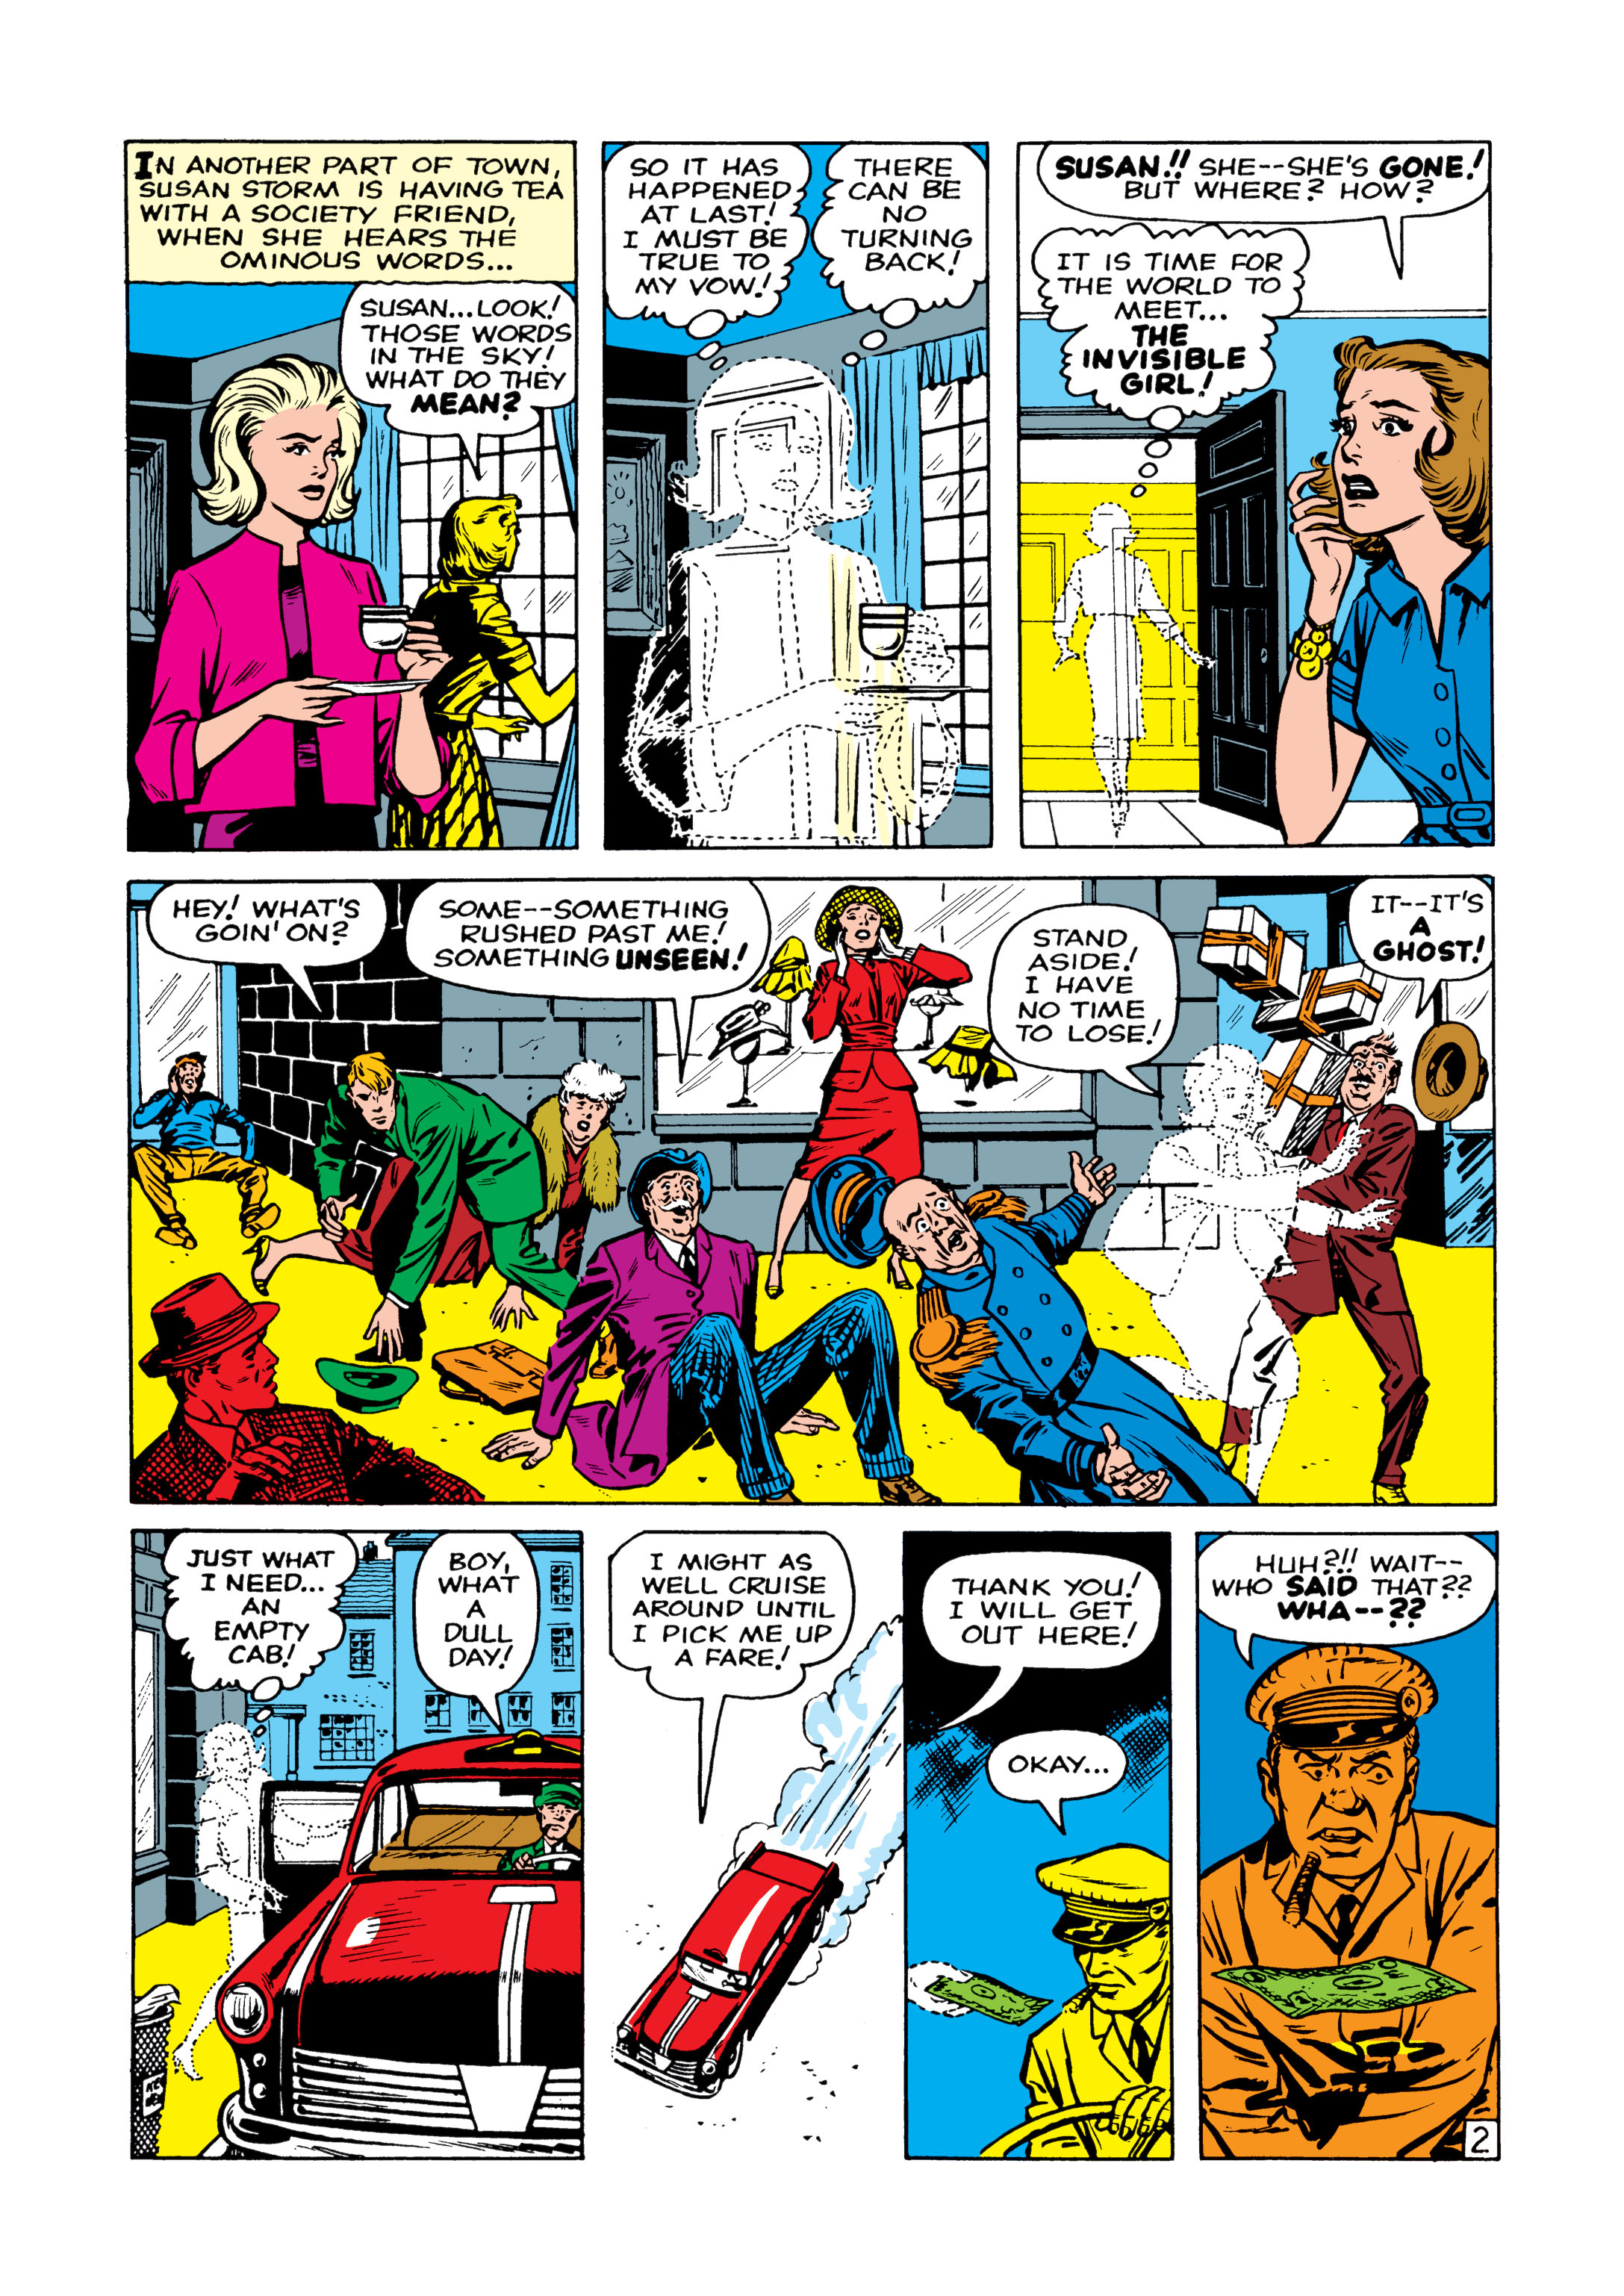 IN ANOTHER PART OF TOWN,
SUSAN STORM IS HAVING TEA
WITH A SOCIETY FRIEND,
WHEN SHE HEARS THE
OMINOUS WORDS...
SUSAN...LOOK!
THOSE WORDS
IN THE SKY!
WHAT DO THEY
MEAN?
SO IT HAS
HAPPENED
AT LAST!
I MUST BE
TRUE TO
MY VOW!
THERE
CAN BE
NO
TURNING
BACK!
SUSAN!! SHE--SHE'S GONE!
BUT WHERE? HOW?
IT IS TIME FOR
THE WORLD TO
MEET...
THE
INVISIBLE
GIRL!
HEY! WHAT'S
GOIN' ON?
SOME--SOMETHING
RUSHED PAST ME!
SOMETHING UNSEEN!
STAND
ASIDE!
I HAVE
NO TIME
TO LOSE!
IT--IT'S
A
GHOST!
JUST WHAT
I NEED...
AN
EMPTY
CAB!
BOY,
WHAT
A
DULL
DAY!
I MIGHT AS
WELL CRUISE
AROUND UNTIL
I PICK ME UP
A FARE!
THANK YOU!
I WILL GET
OUT HERE!
OKAY...
HUH?!! WAIT--
WHO SAID THAT??
WHA--??
2